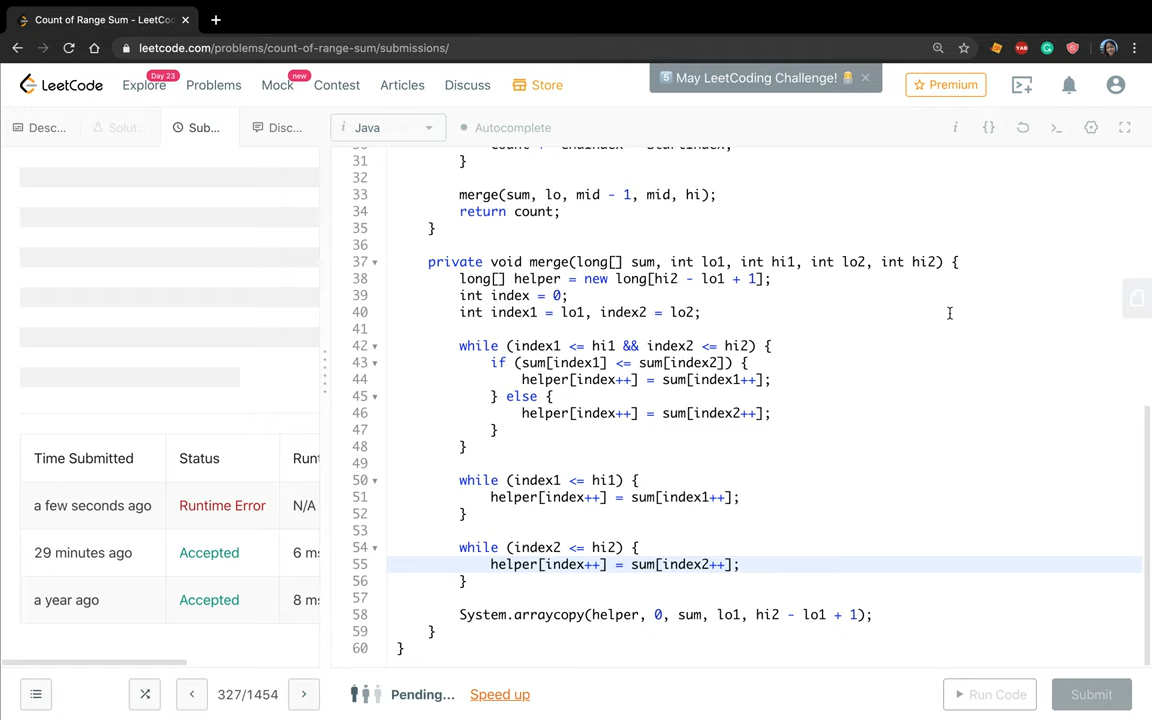 Count of Range Sum - LeetCo
leetcode.com/problems/count-of-range-sum/submissions/
LeetCode
Explore
Day 23
Problems
Mock
new
Contest
Articles
Discuss
Store
5 May LeetCoding Challenge!
Premium
Desc...
Solut...
Sub...
Disc...
i Java
Autocomplete
31 }
32
33 merge(sum, lo, mid - 1, mid, hi);
34 return count;
35 }
36
37 private void merge(long[] sum, int lo1, int hi1, int lo2, int hi2) {
38 long[] helper = new long[hi2 - lo1 + 1];
39 int index = 0;
40 int index1 = lo1, index2 = lo2;
41
42 while (index1 <= hi1 && index2 <= hi2) {
43 if (sum[index1] <= sum[index2]) {
44 helper[index++] = sum[index1++];
45 } else {
46 helper[index++] = sum[index2++];
47 }
48 }
49
50 while (index1 <= hi1) {
51 helper[index++] = sum[index1++];
52 }
53
54 while (index2 <= hi2) {
55 helper[index++] = sum[index2++];
56 }
57
58 System.arraycopy(helper, 0, sum, lo1, hi2 - lo1 + 1);
59 }
60 }
Time Submitted Status Runt
a few seconds ago Runtime Error N/A
29 minutes ago Accepted 6 ms
a year ago Accepted 8 ms
327/1454
Pending...
Speed up
Run Code
Submit